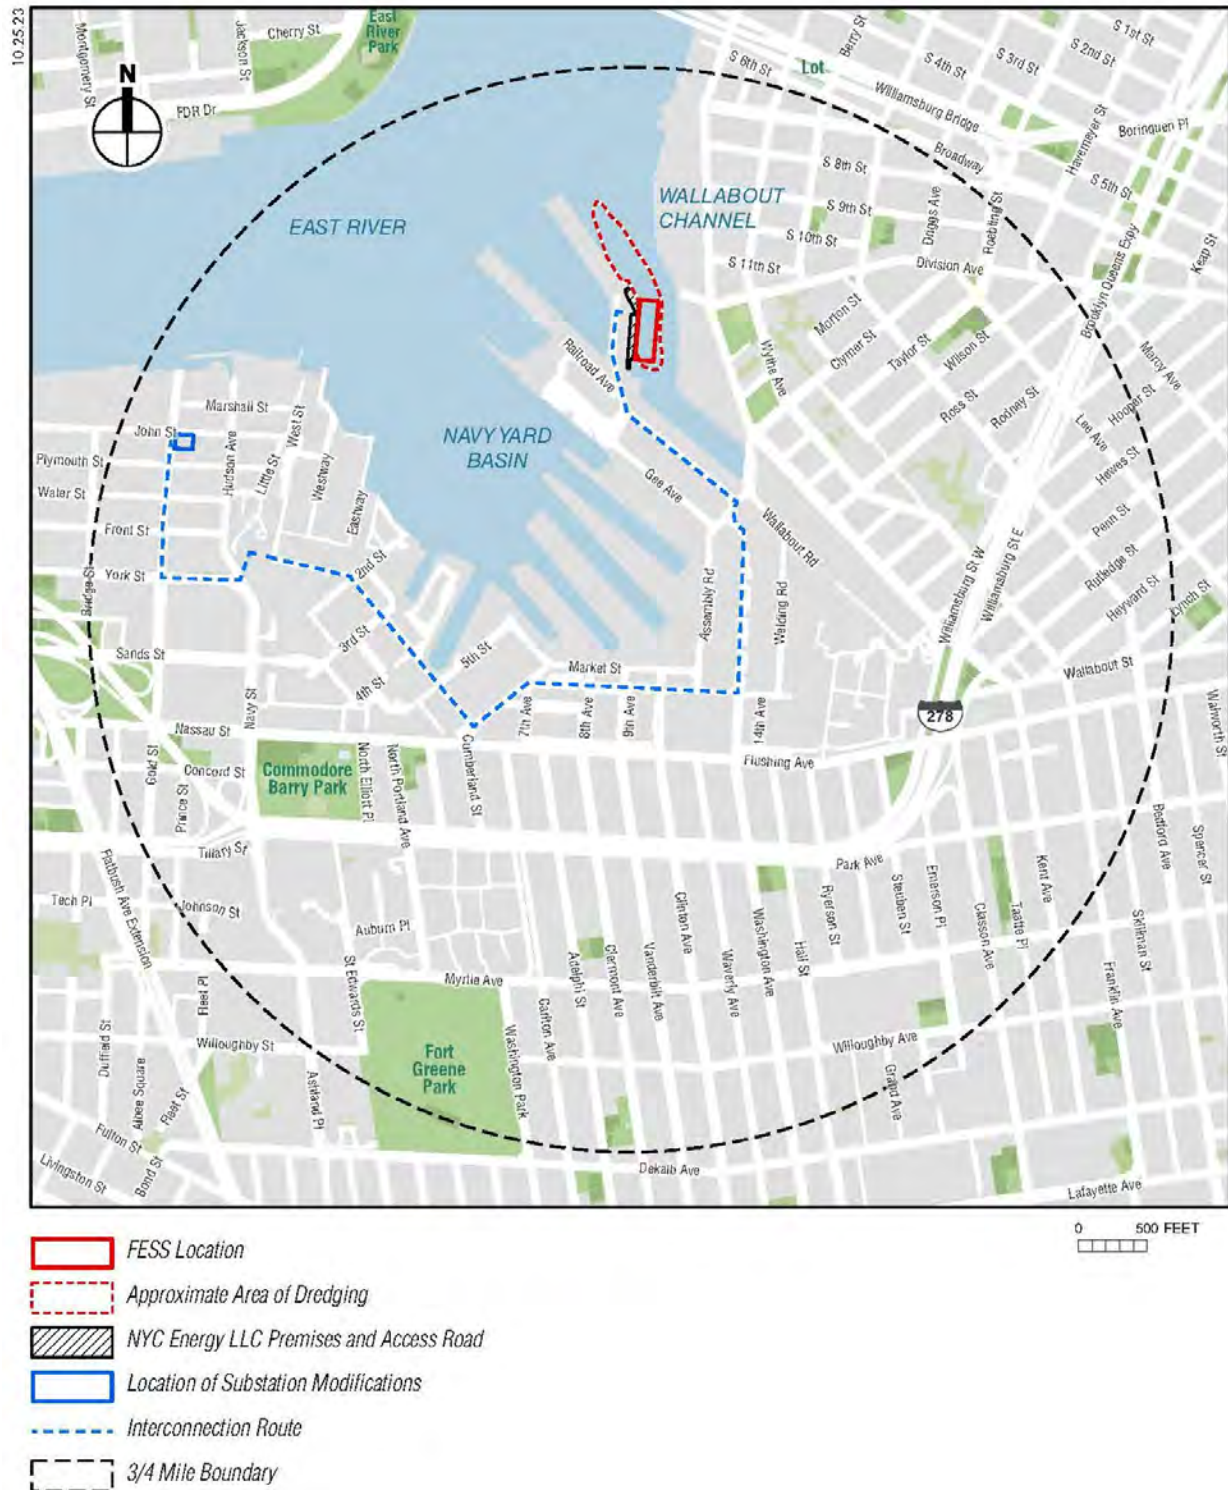 10.25.23
Montgomery St
Jackson St
Cherry St
East
River
Park
FDR Dr
N
S 6th St
Lot
Berry St
S 1st St
S 2nd St
S 3rd St
S 4th St
Williamsburg Bridge
Broadway
Havemeyer St
Borinquen Pl
S 5th St
S 8th St
S 9th St
S 10th St
S 11th St
Driggs Ave
Roebling St
Division Ave
Brooklyn Queens Expy
Keap St
EAST RIVER
WALLABOUT
CHANNEL
Morton St
Clymer St
Taylor St
Wilson St
Wythe Ave
Ross St
Rodney St
Lee Ave
Marcy Ave
Hooper St
Hewes St
Penn St
Rutledge St
Heyward St
Lynch St
Railroad Ave
NAVY YARD
BASIN
Gee Ave
Wallabout Rd
Assembly Rd
Welding Rd
Williamsburg St W
Williamsburg St E
Wallabout St
Walworth St
Marshall St
John St
Plymouth St
Water St
Front St
York St
Bridge St
Hudson Ave
Little St
West St
Westway
Eastway
2nd St
3rd St
4th St
5th St
Sands St
Market St
7th Ave
8th Ave
9th Ave
14th Ave
278
Navy St
Nassau St
Gold St
Concord St
Prince St
Commodore
Barry Park
North Elliott Pl
North Portland Ave
Cumberland St
Flushing Ave
Tillary St
Park Ave
Flatbush Ave Extension
Tech Pl
Johnson St
Auburn Pl
St Edwards St
Myrtle Ave
Adelphi St
Clermont Ave
Vanderbilt Ave
Clinton Ave
Waverly Ave
Washington Ave
Hall St
Ryerson St
Steuben St
Emerson Pl
Classon Ave
Taaffe Pl
Kent Ave
Franklin Ave
Skillman St
Bedford Ave
Spencer St
Carlton Ave
Washington Park
Fort
Greene
Park
Fleet Pl
Willoughby St
Willoughby Ave
Grand Ave
Duffield St
Albee Square
Fleet St
Ashland Pl
Fulton St
Bond St
Livingston St
Dekalb Ave
Lafayette Ave
0 500 FEET
FESS Location
Approximate Area of Dredging
NYC Energy LLC Premises and Access Road
Location of Substation Modifications
Interconnection Route
3/4 Mile Boundary